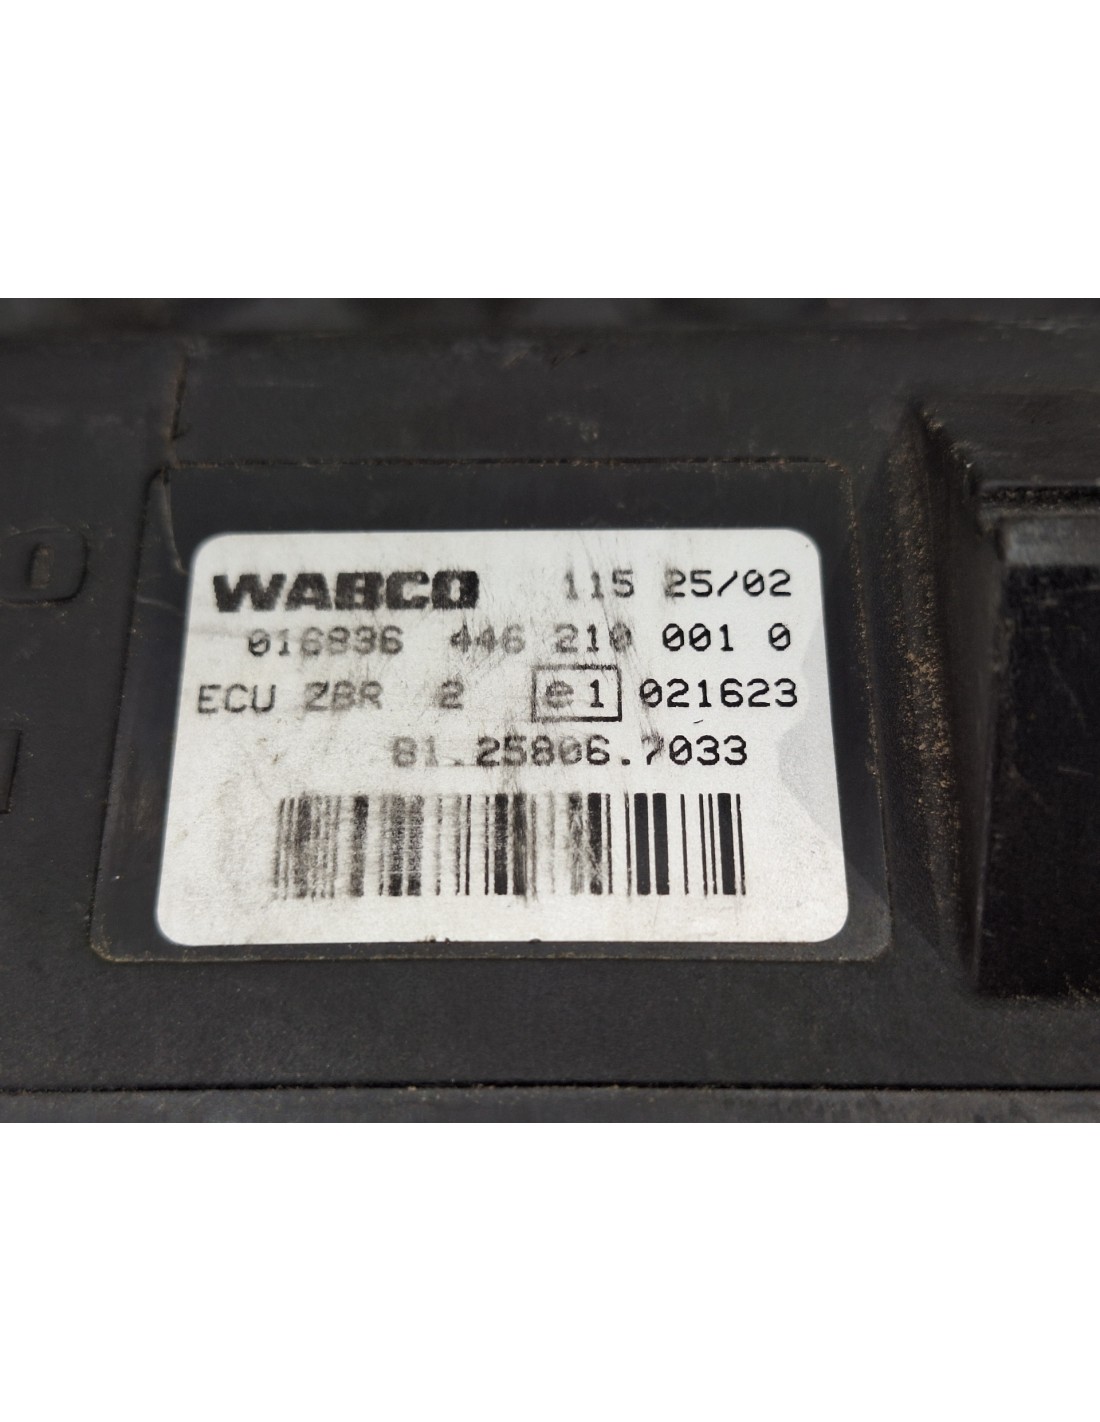 WABCO 115 25/02
016836 446 210 001 0
ECU ZBR 2 e1 021623
81.25806.7033